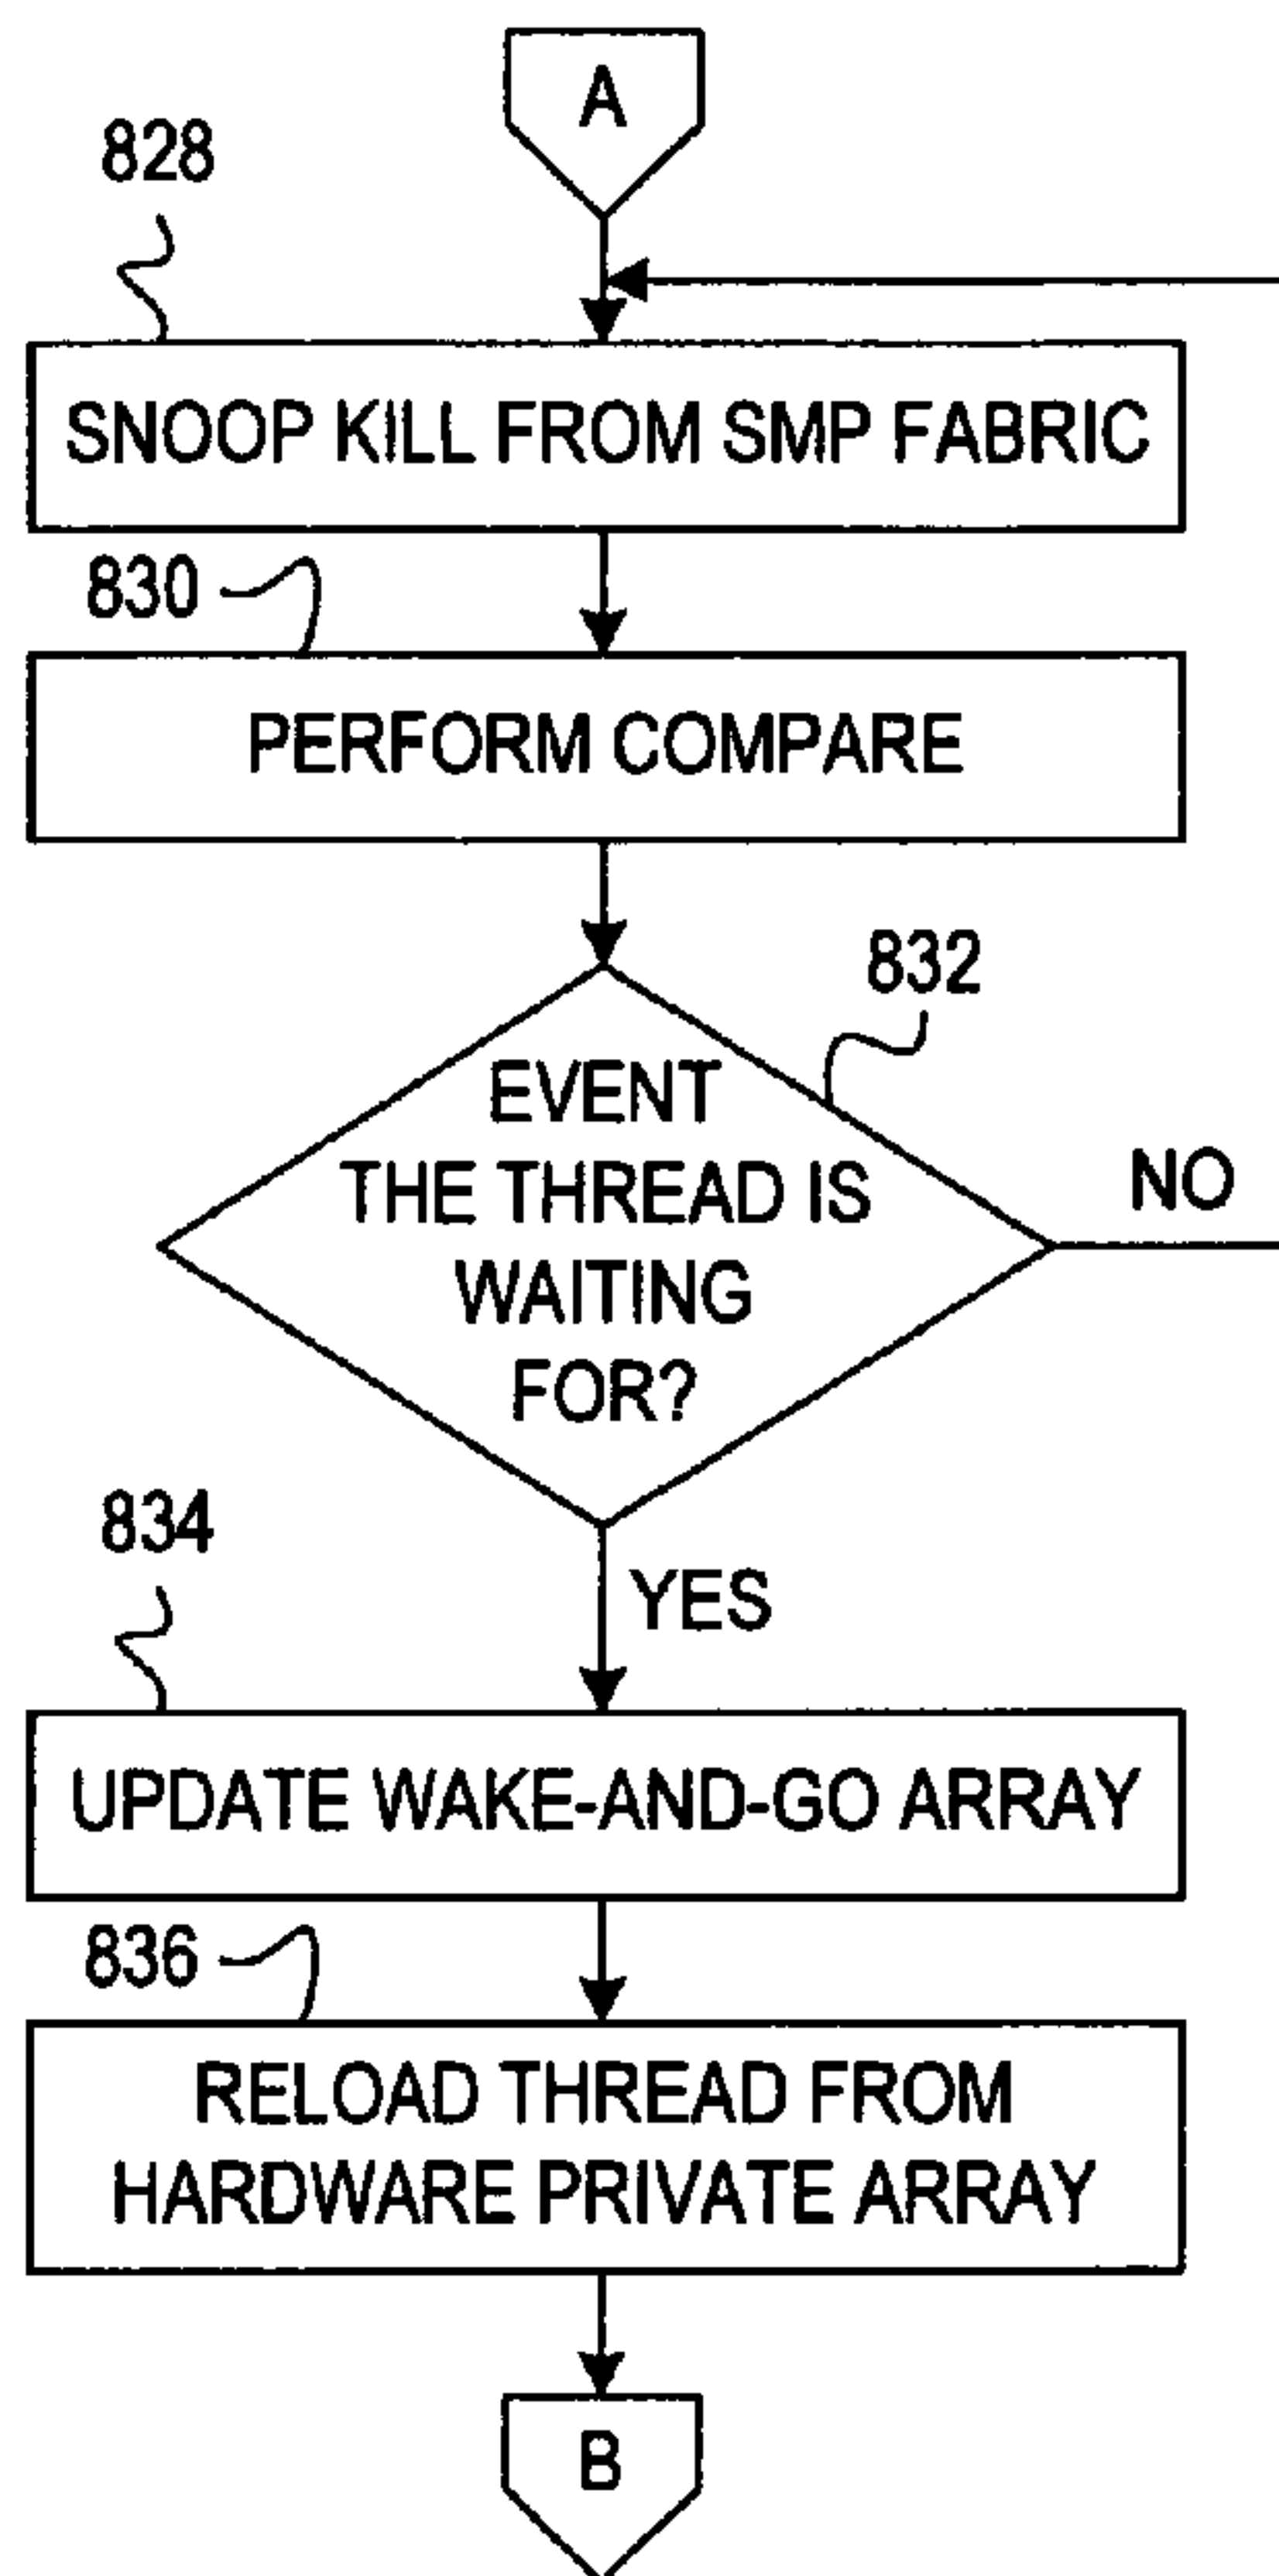 A
828
SNOOP KILL FROM SMP FABRIC
830
PERFORM COMPARE
832
EVENT
THE THREAD IS
WAITING
FOR?
NO
834
YES
UPDATE WAKE-AND-GO ARRAY
836
RELOAD THREAD FROM
HARDWARE PRIVATE ARRAY
B